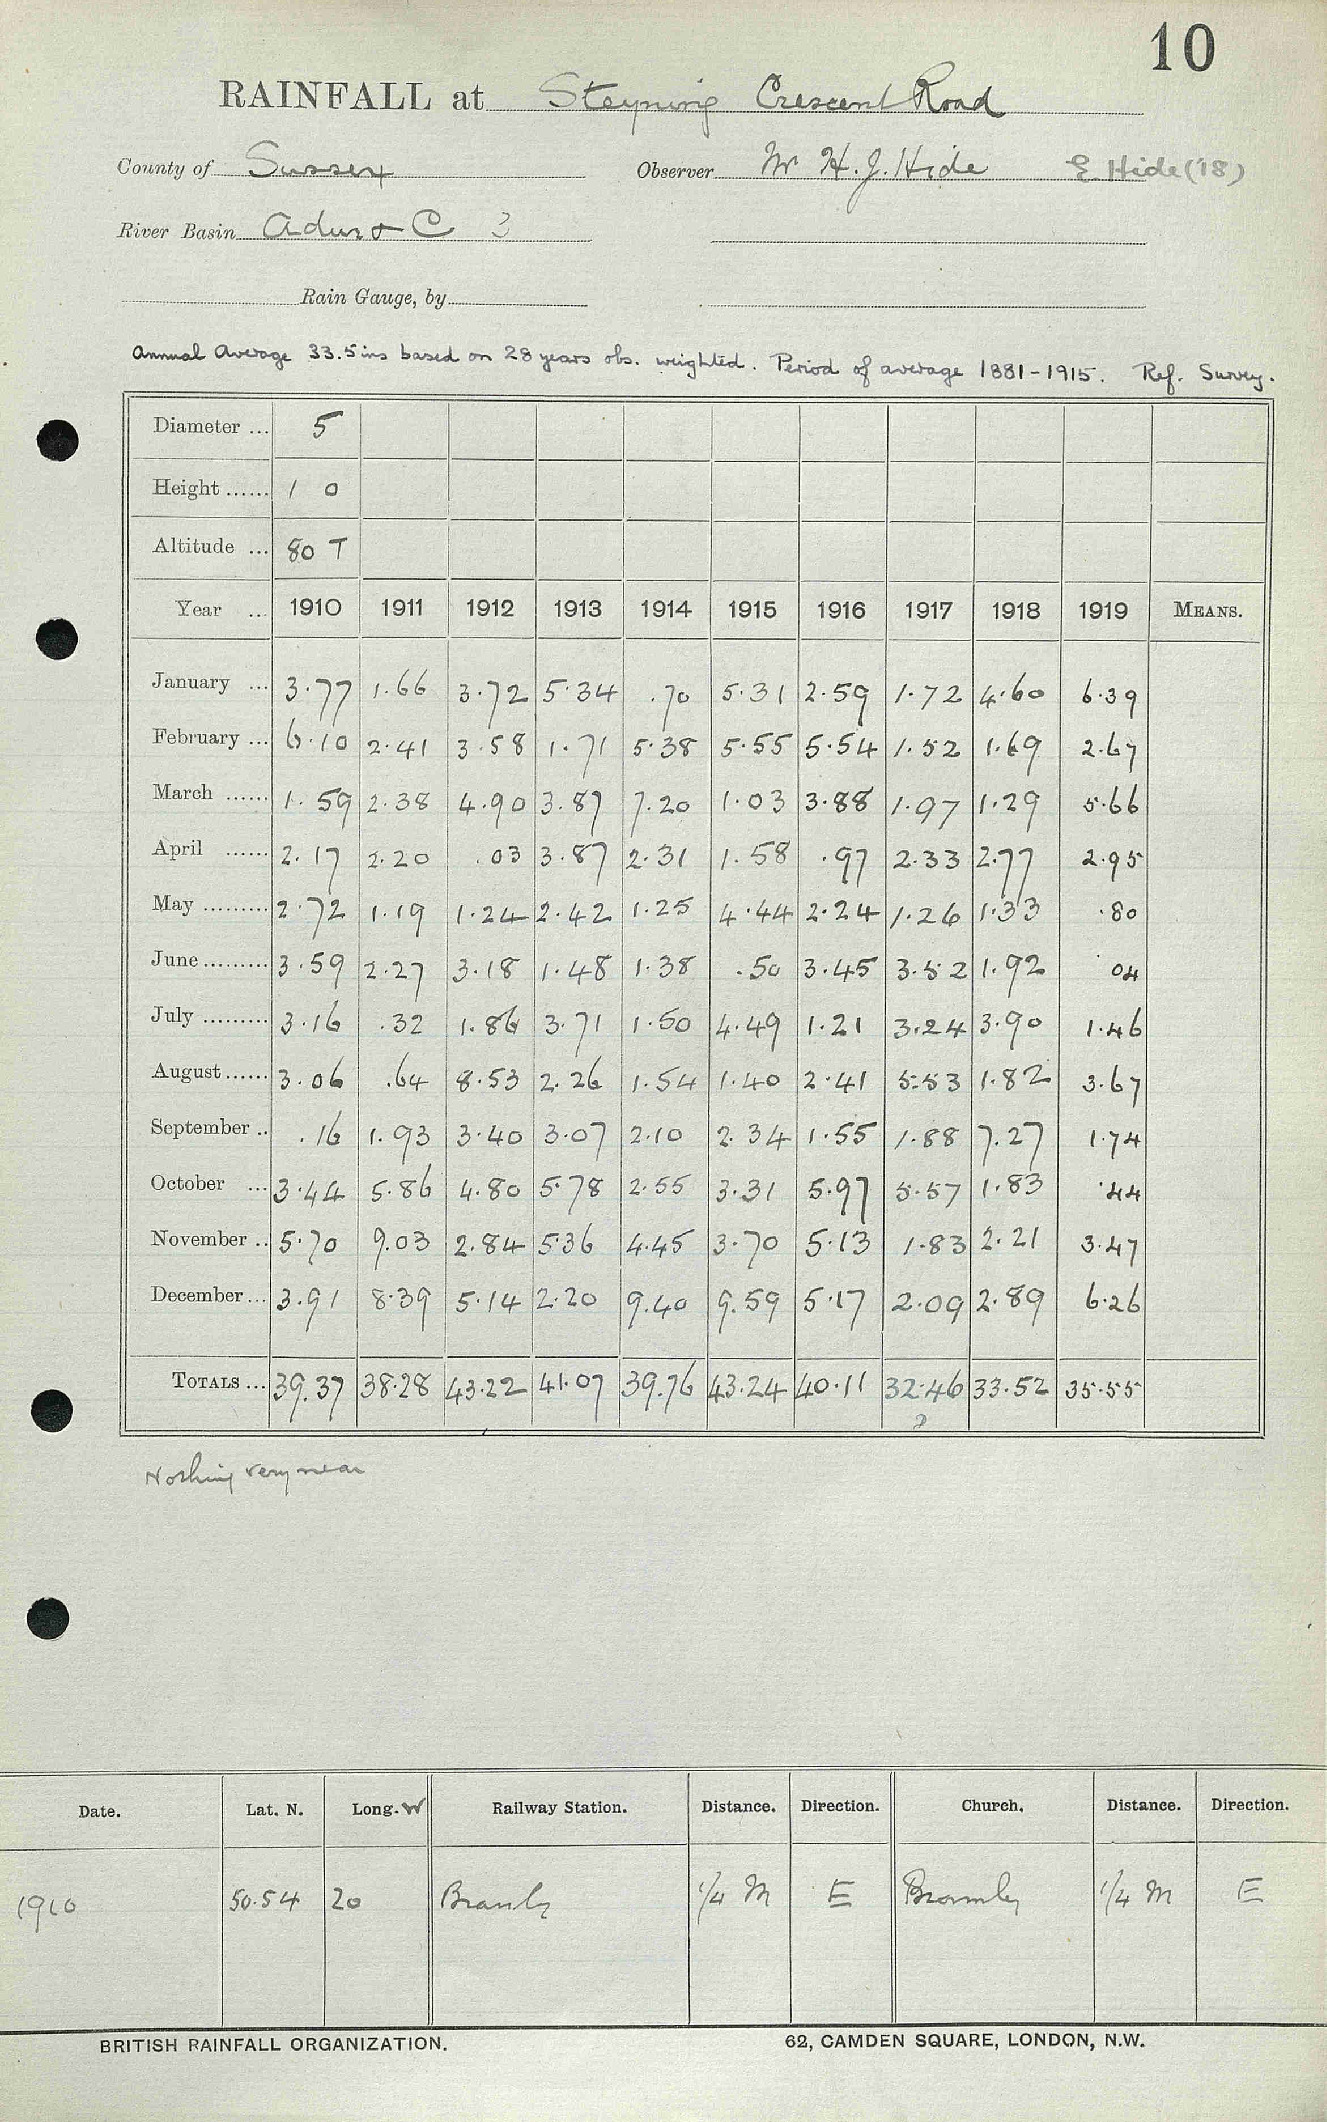 10
RAINFALL at Steyning Crescent Road
County of Sussex Observer Mr H. J. Hide E Hide ('18)
River Basin Adur & C 3
Rain Gauge, by
Annual Average 33.5 ins based on 28 years obs. weighted. Period of average 1881-1915. Ref. Survey.
Diameter ... 5
Height ...... 1 0
Altitude ... 80 T
Year ... 1910 1911 1912 1913 1914 1915 1916 1917 1918 1919 MEANS.
January ... 3.77 1.66 3.72 5.34 .70 5.31 2.59 1.72 4.60 6.39
February ... 6.10 2.41 3.58 1.71 5.38 5.55 5.54 1.52 1.69 2.67
March ...... 1.59 2.38 4.90 3.87 7.20 1.03 3.88 1.97 1.29 5.66
April ...... 2.17 2.20 .03 3.87 2.31 1.58 .97 2.33 2.77 2.95
May ......... 2.72 1.19 1.24 2.42 1.25 4.44 2.24 1.26 1.33 .80
June ......... 3.59 2.27 3.18 1.48 1.38 .50 3.45 3.52 1.92 .04
July ......... 3.16 .32 1.86 3.71 1.50 4.49 1.21 3.24 3.90 1.46
August ...... 3.06 .64 8.53 2.26 1.54 1.40 2.41 5.53 1.82 3.67
September .. .16 1.93 3.40 3.07 2.10 2.34 1.55 1.88 7.27 1.74
October ... 3.44 5.86 4.80 5.78 2.55 3.31 5.97 5.57 1.83 .44
November .. 5.70 9.03 2.84 5.36 4.45 3.70 5.13 1.83 2.21 3.47
December ... 3.91 8.39 5.14 2.20 9.40 9.59 5.17 2.09 2.89 6.26
TOTALS ... 39.37 38.28 43.22 41.07 39.76 43.24 40.11 32.46 33.52 35.55
?
Nothing very near
Date. Lat. N. Long. W Railway Station. Distance. Direction. Church. Distance. Direction.
1910 50.54 20 1/4 M E 1/4 M E
BRITISH RAINFALL ORGANIZATION. 62, CAMDEN SQUARE, LONDON, N.W.